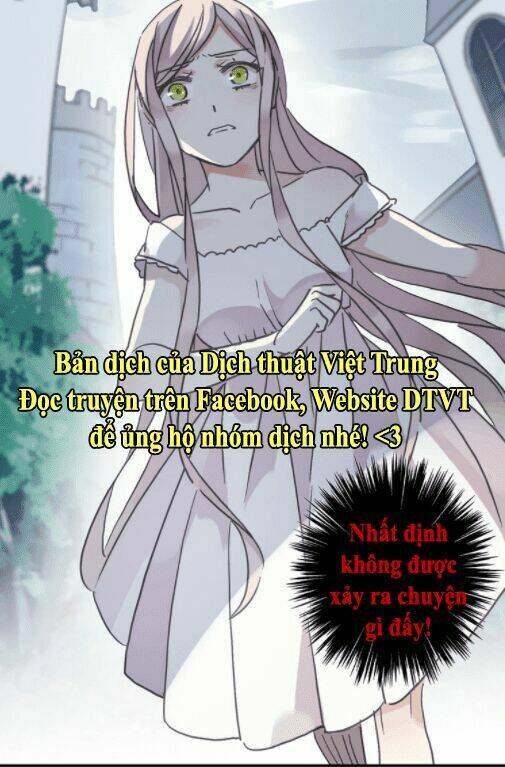 Bản dịch của Dịch thuật Việt Trung
Đọc truyện trên Facebook, Website DTVT
để ủng hộ nhóm dịch nhé! <3
Nhất định
không được
xảy ra chuyện
gì đấy!